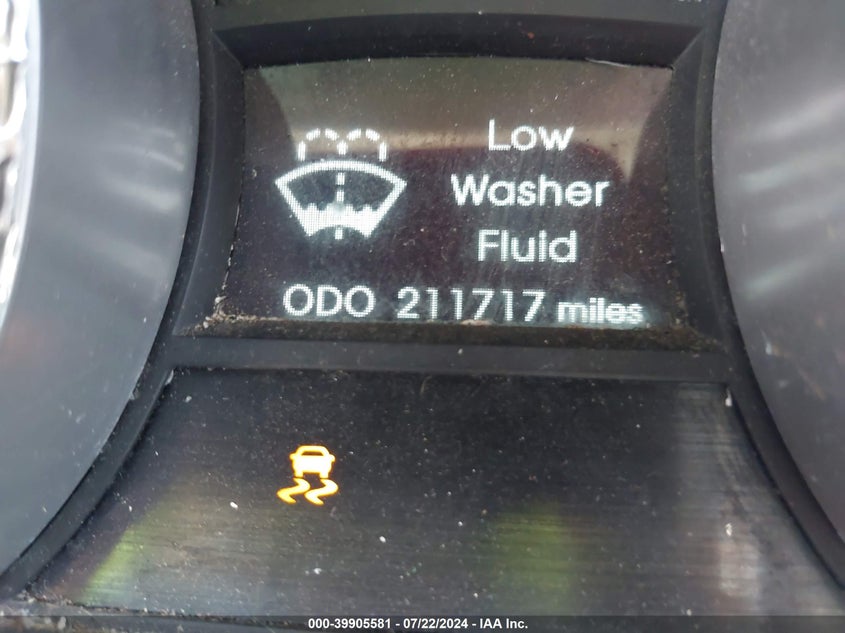 Low
Washer
Fluid
ODO 211717 miles
000-39905581 - 07/22/2024 - IAA Inc.